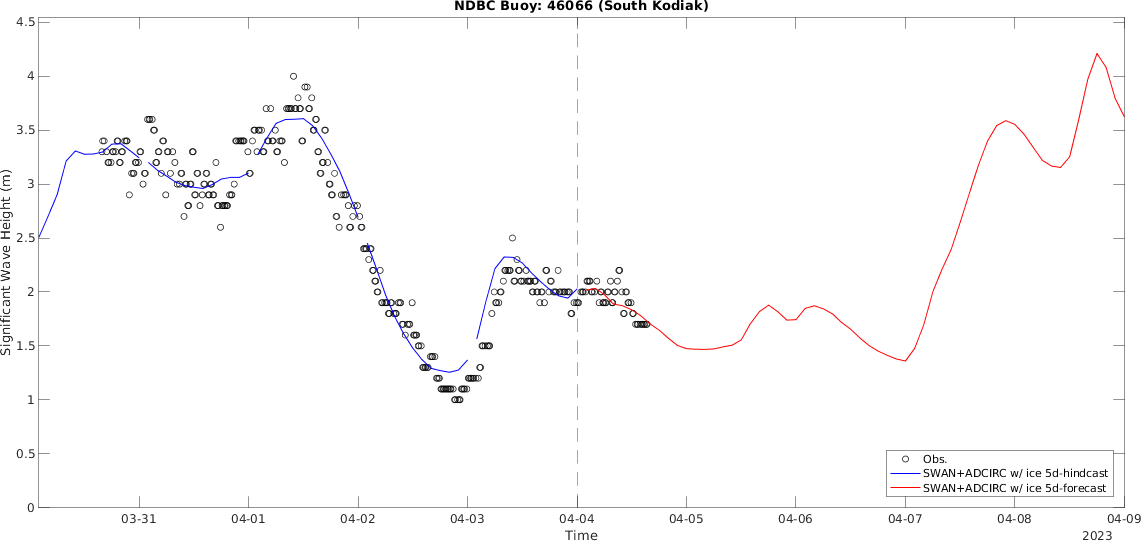 NDBC Buoy: 46066 (South Kodiak)
4.5
4
3.5
3
2.5
2
1.5
1
0.5
0
Significant Wave Height (m)
03-31 04-01 04-02 04-03 04-04 04-05 04-06 04-07 04-08 04-09
Time
2023
Obs.
SWAN+ADCIRC w/ ice 5d-hindcast
SWAN+ADCIRC w/ ice 5d-forecast